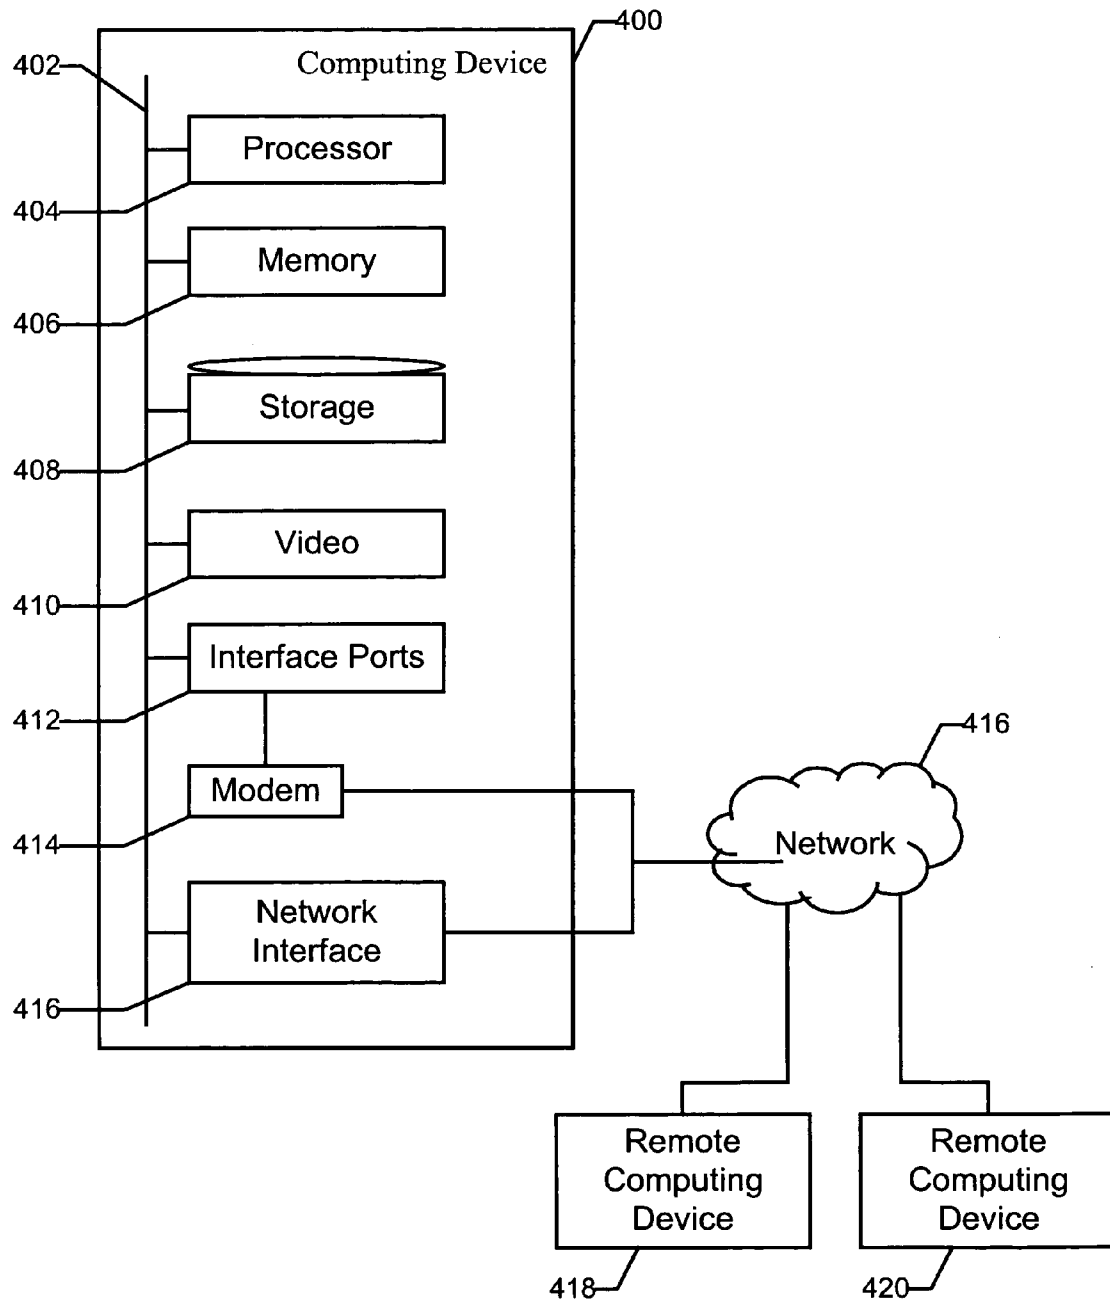 400
Computing Device
402
Processor
404
Memory
406
Storage
408
Video
410
Interface Ports
412
Modem
414
Network
Interface
416
416
Network
Remote
Computing
Device
418
Remote
Computing
Device
420